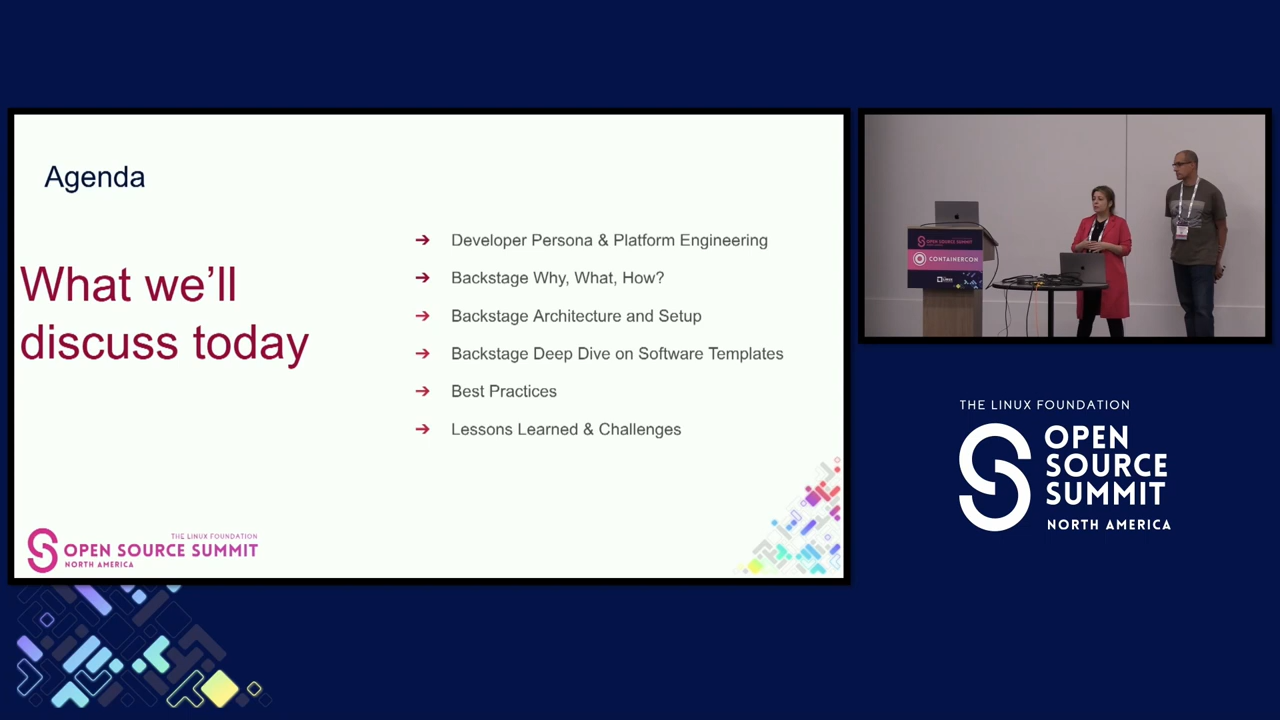 Agenda
What we'll
discuss today
➔ Developer Persona & Platform Engineering
➔ Backstage Why, What, How?
➔ Backstage Architecture and Setup
➔ Backstage Deep Dive on Software Templates
➔ Best Practices
➔ Lessons Learned & Challenges
THE LINUX FOUNDATION
OPEN SOURCE SUMMIT
NORTH AMERICA
OPEN SOURCE SUMMIT
CONTAINERCON
THE LINUX FOUNDATION
OPEN
SOURCE
SUMMIT
NORTH AMERICA